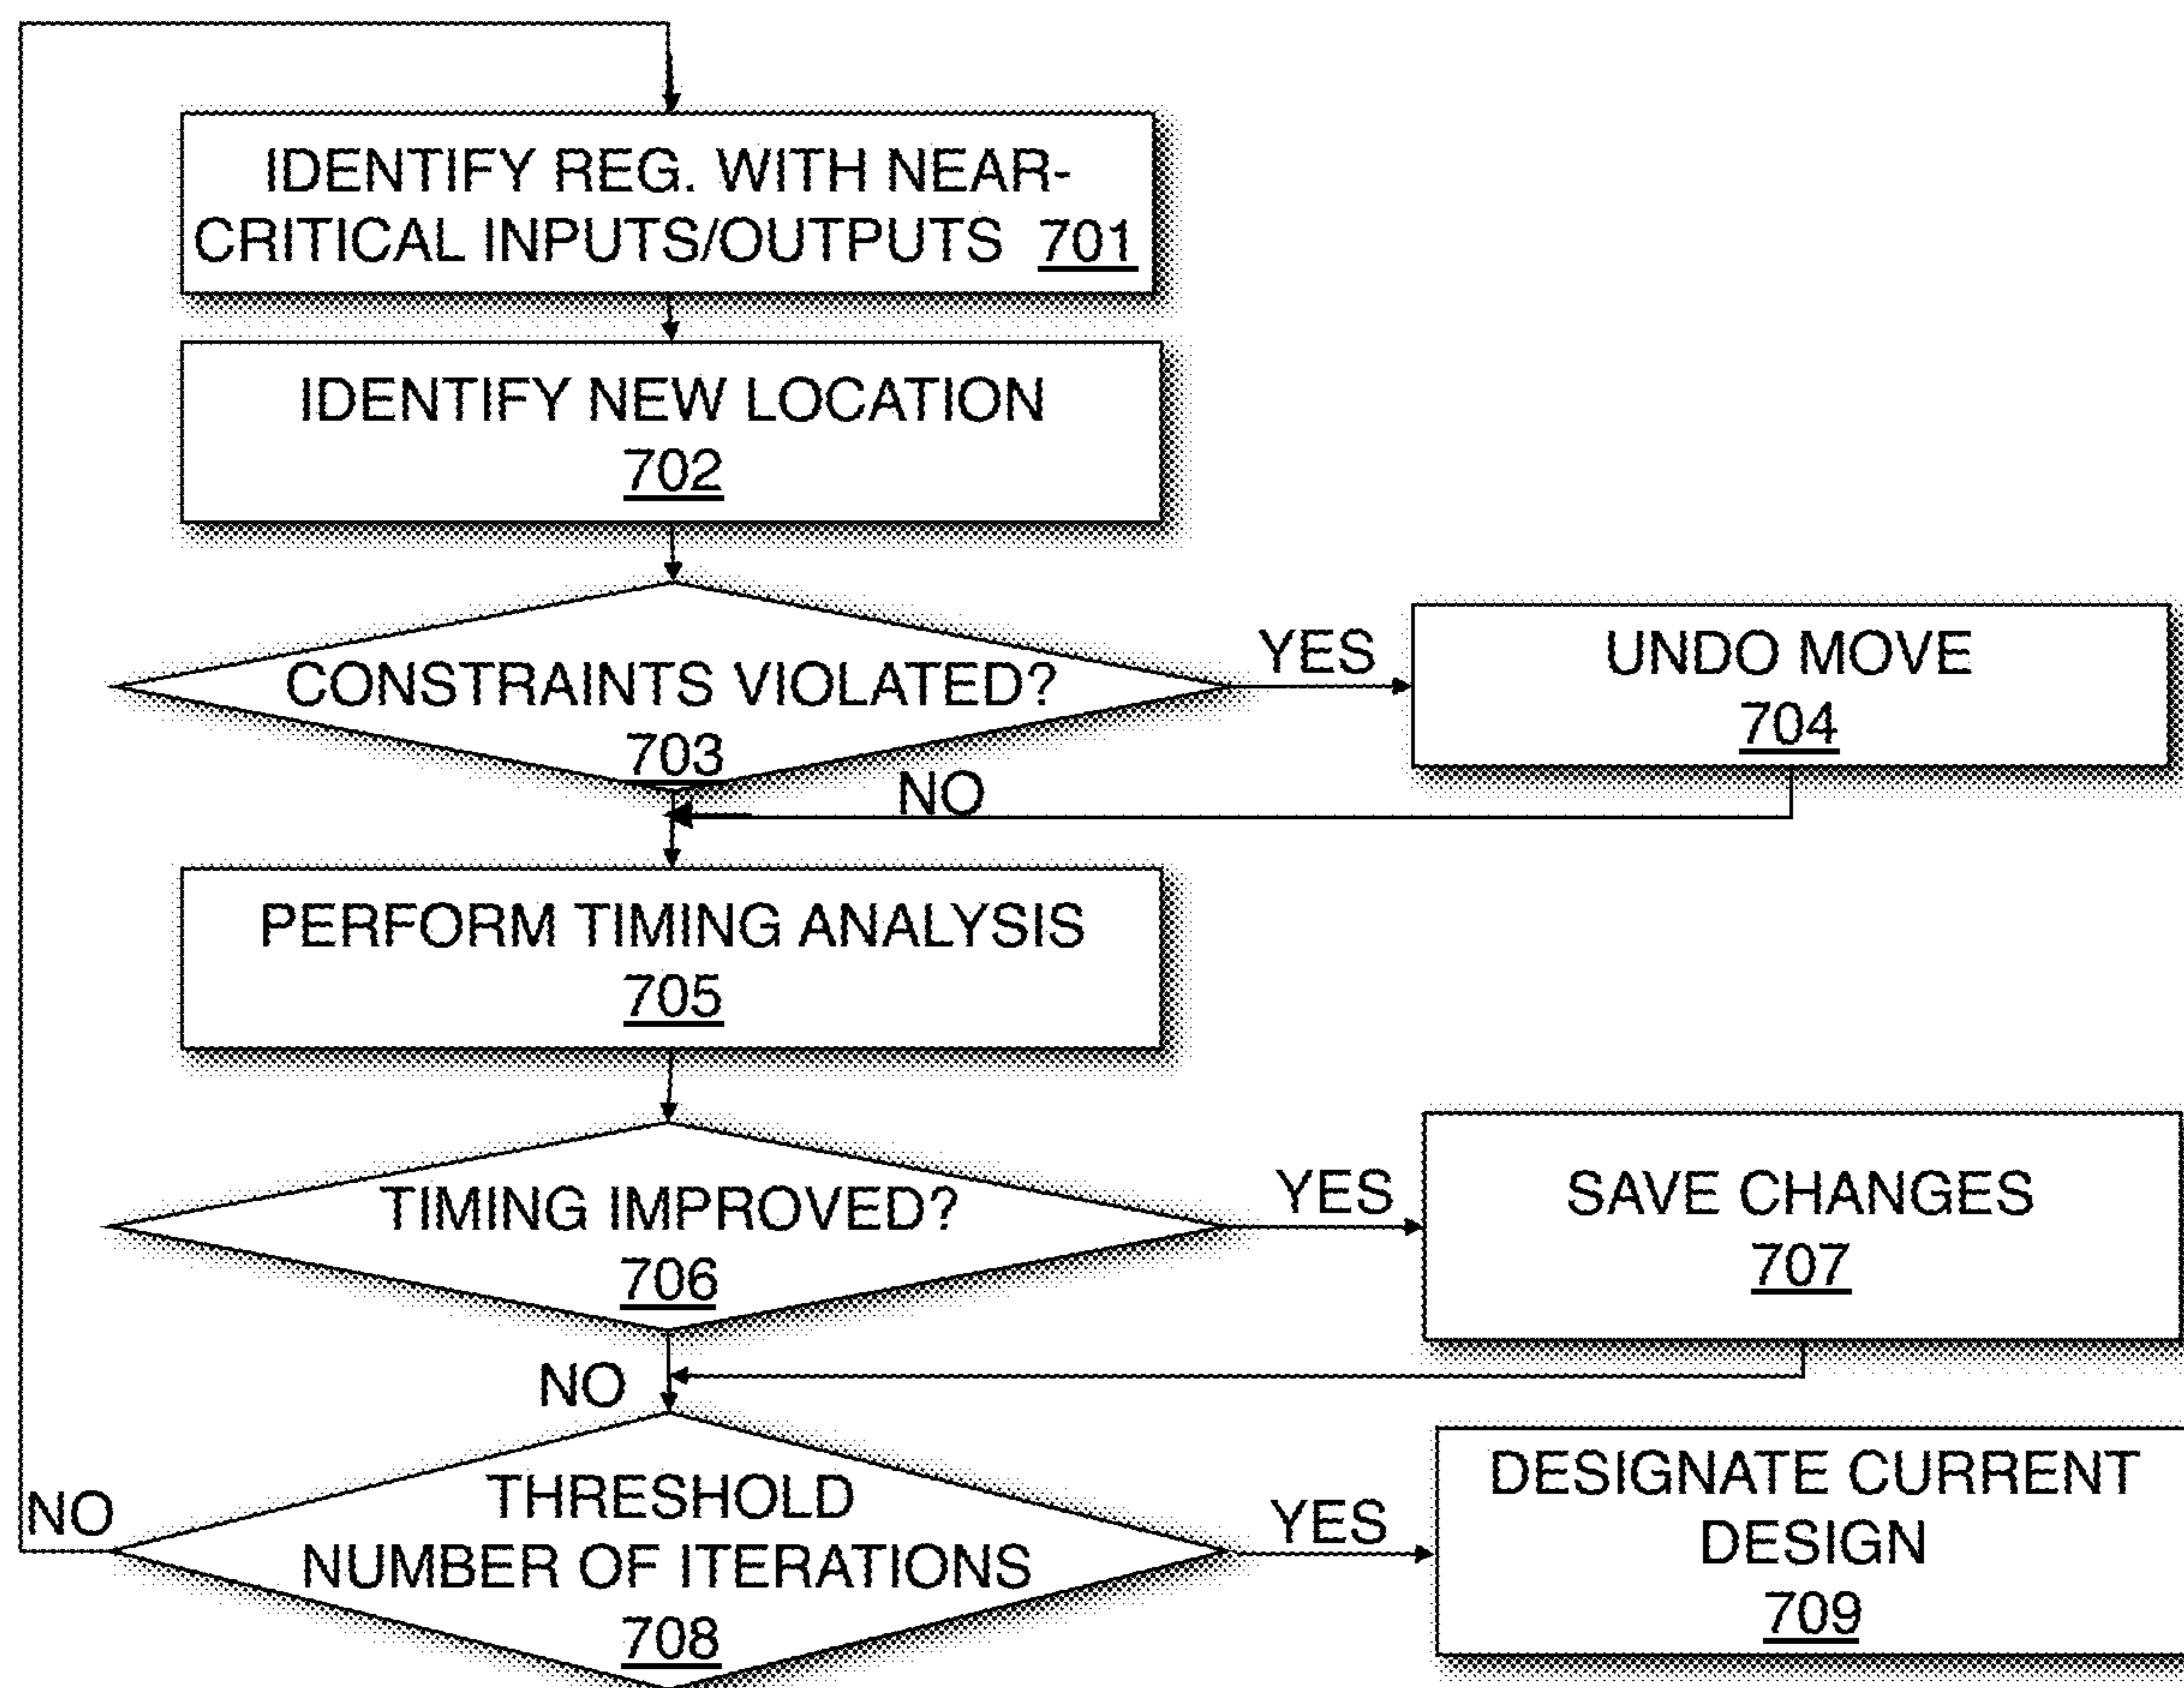 IDENTIFY REG. WITH NEAR-
CRITICAL INPUTS/OUTPUTS 701
IDENTIFY NEW LOCATION
702
CONSTRAINTS VIOLATED?
703
YES
UNDO MOVE
704
NO
PERFORM TIMING ANALYSIS
705
TIMING IMPROVED?
706
YES
SAVE CHANGES
707
NO
THRESHOLD
NUMBER OF ITERATIONS
708
NO
YES
DESIGNATE CURRENT
DESIGN
709